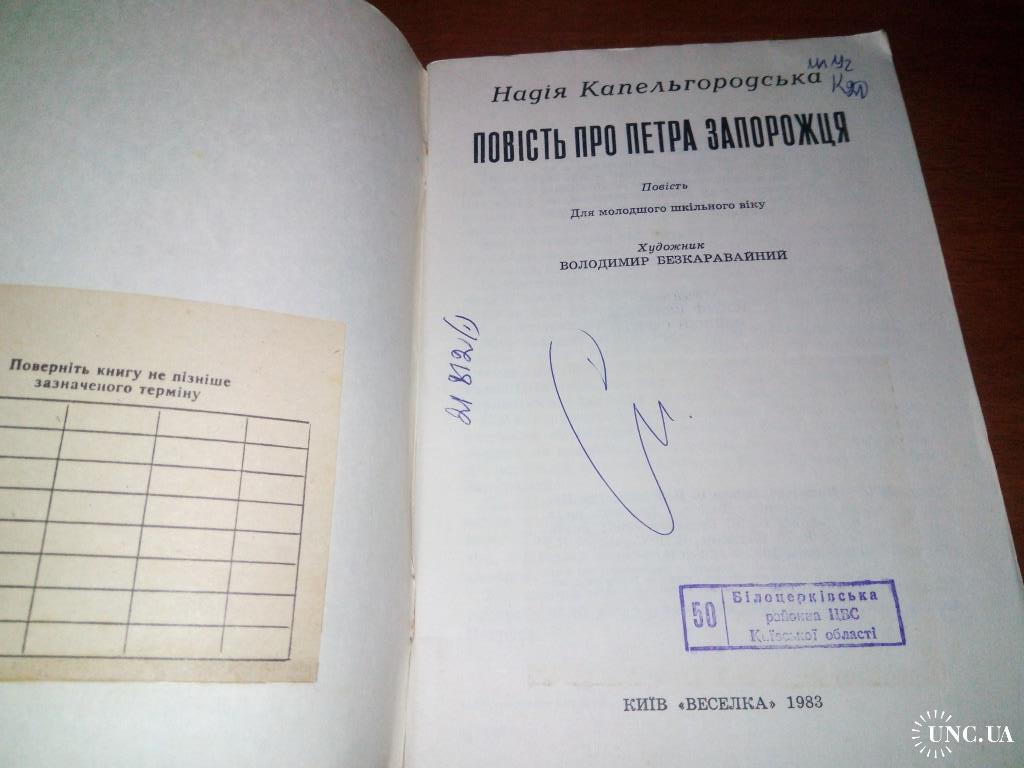 Поверніть книгу не пізніше
зазначеного терміну
Надія Капельгородська
ПОВІСТЬ ПРО ПЕТРА ЗАПОРОЖЦЯ
Повість
Для молодшого шкільного віку
Художник
ВОЛОДИМИР БЕЗКАРАВАЙНИЙ
50
Білоцерківська
районна ЦБС
Київської області
КИЇВ «ВЕСЕЛКА» 1983
UNC.UA